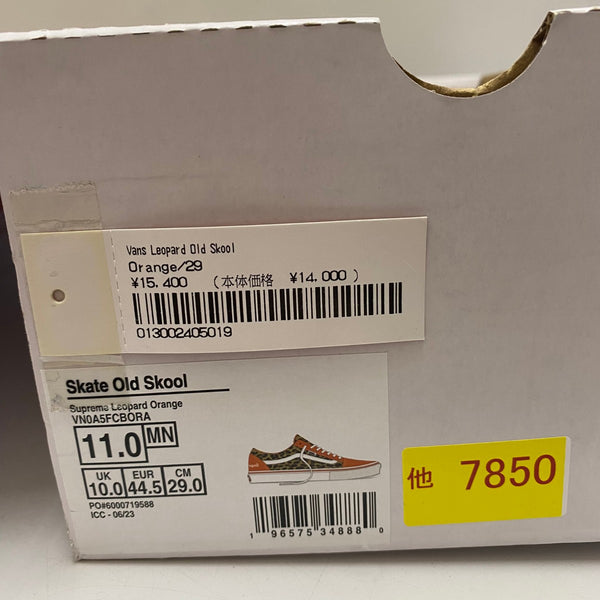 Vans Leopard Old Skool
Orange/29
¥15,400 (本体価格 ¥14,000)
013002405019
Skate Old Skool
Supreme Leopard Orange
VN0A5FCBORA
11.0 MN
UK EUR CM
10.0 44.5 29.0
PO#6000719588
ICC - 06/23
1 96575 34888 0
他 7850